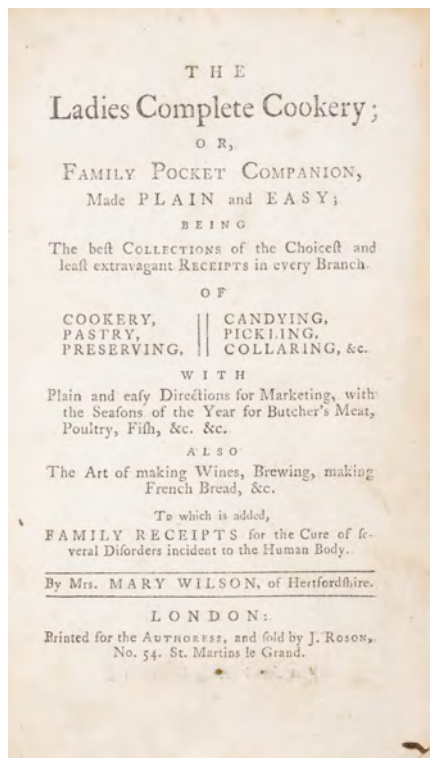 THE
Ladies Complete Cookery;
OR,
FAMILY POCKET COMPANION,
Made PLAIN and EASY;
BEING
The beſt COLLECTIONS of the Choiceſt and
leaſt extravagant RECEIPTS in every Branch.
OF
COOKERY,
PASTRY,
PRESERVING,
CANDYING,
PICKLING,
COLLARING, &c.
WITH
Plain and eaſy Directions for Marketing, with
the Seaſons of the Year for Butcher's Meat,
Poultry, Fiſh, &c. &c.
ALSO
The Art of making Wines, Brewing, making
French Bread, &c.
To which is added,
FAMILY RECEIPTS for the Cure of ſe-
veral Diſorders incident to the Human Body.
By Mrs. MARY WILSON, of Hertfordſhire.
LONDON:
Printed for the AUTHORESS, and ſold by J. ROSON,
No. 54. St. Martins le Grand.